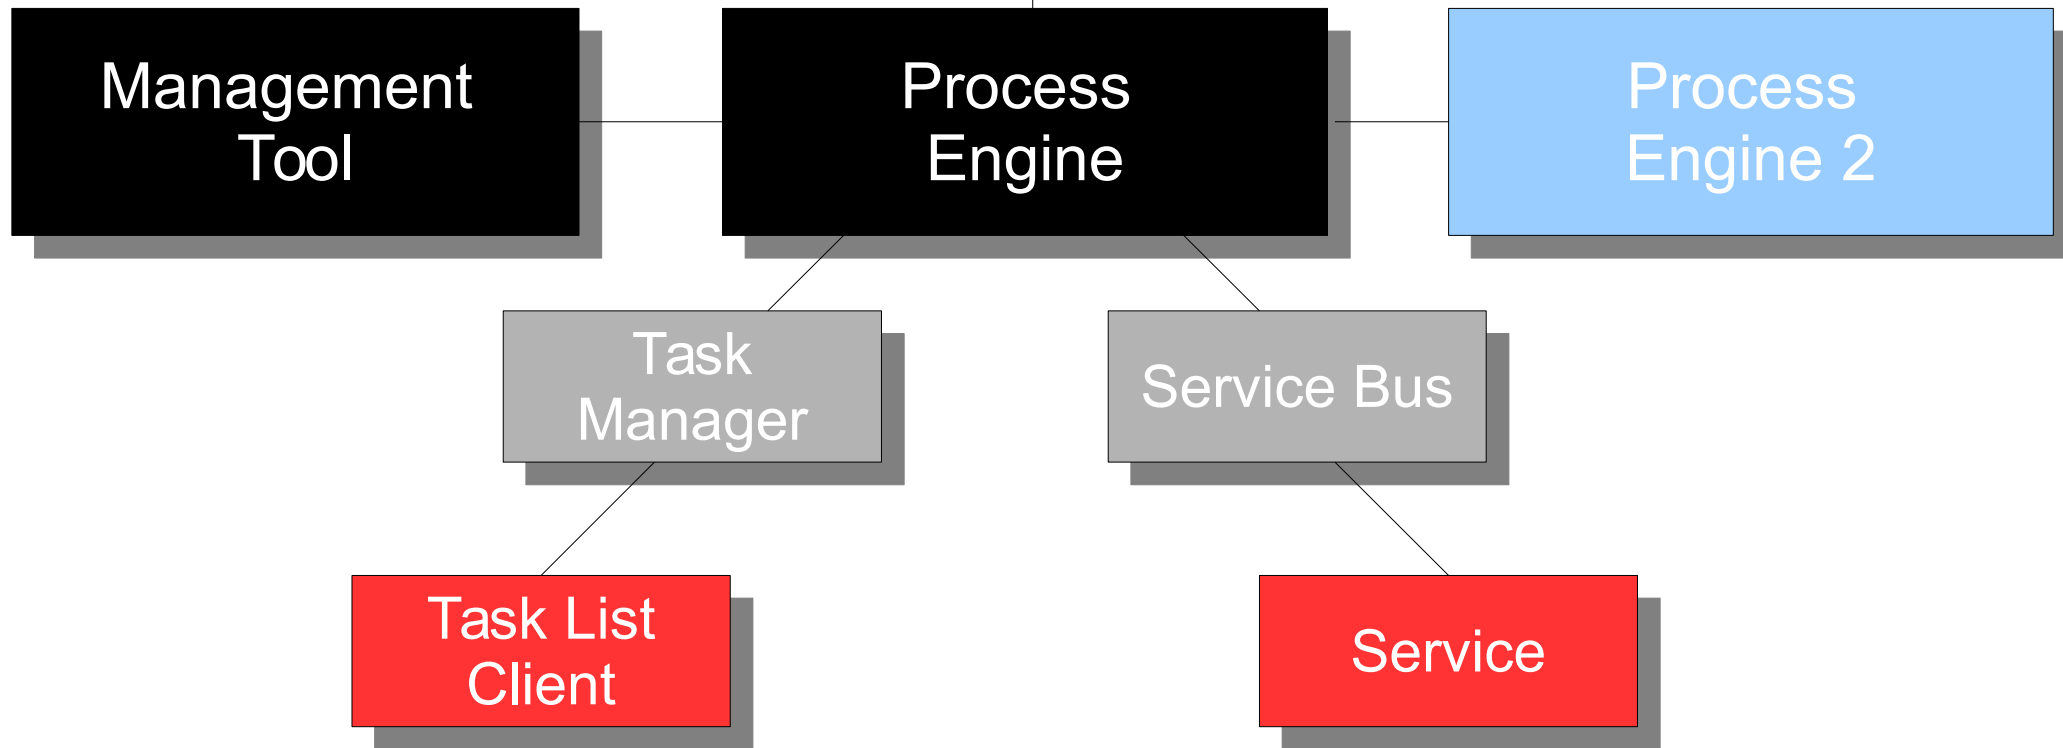 Management
Tool
Process
Engine
Process
Engine 2
Task
Manager
Service Bus
Task List
Client
Service